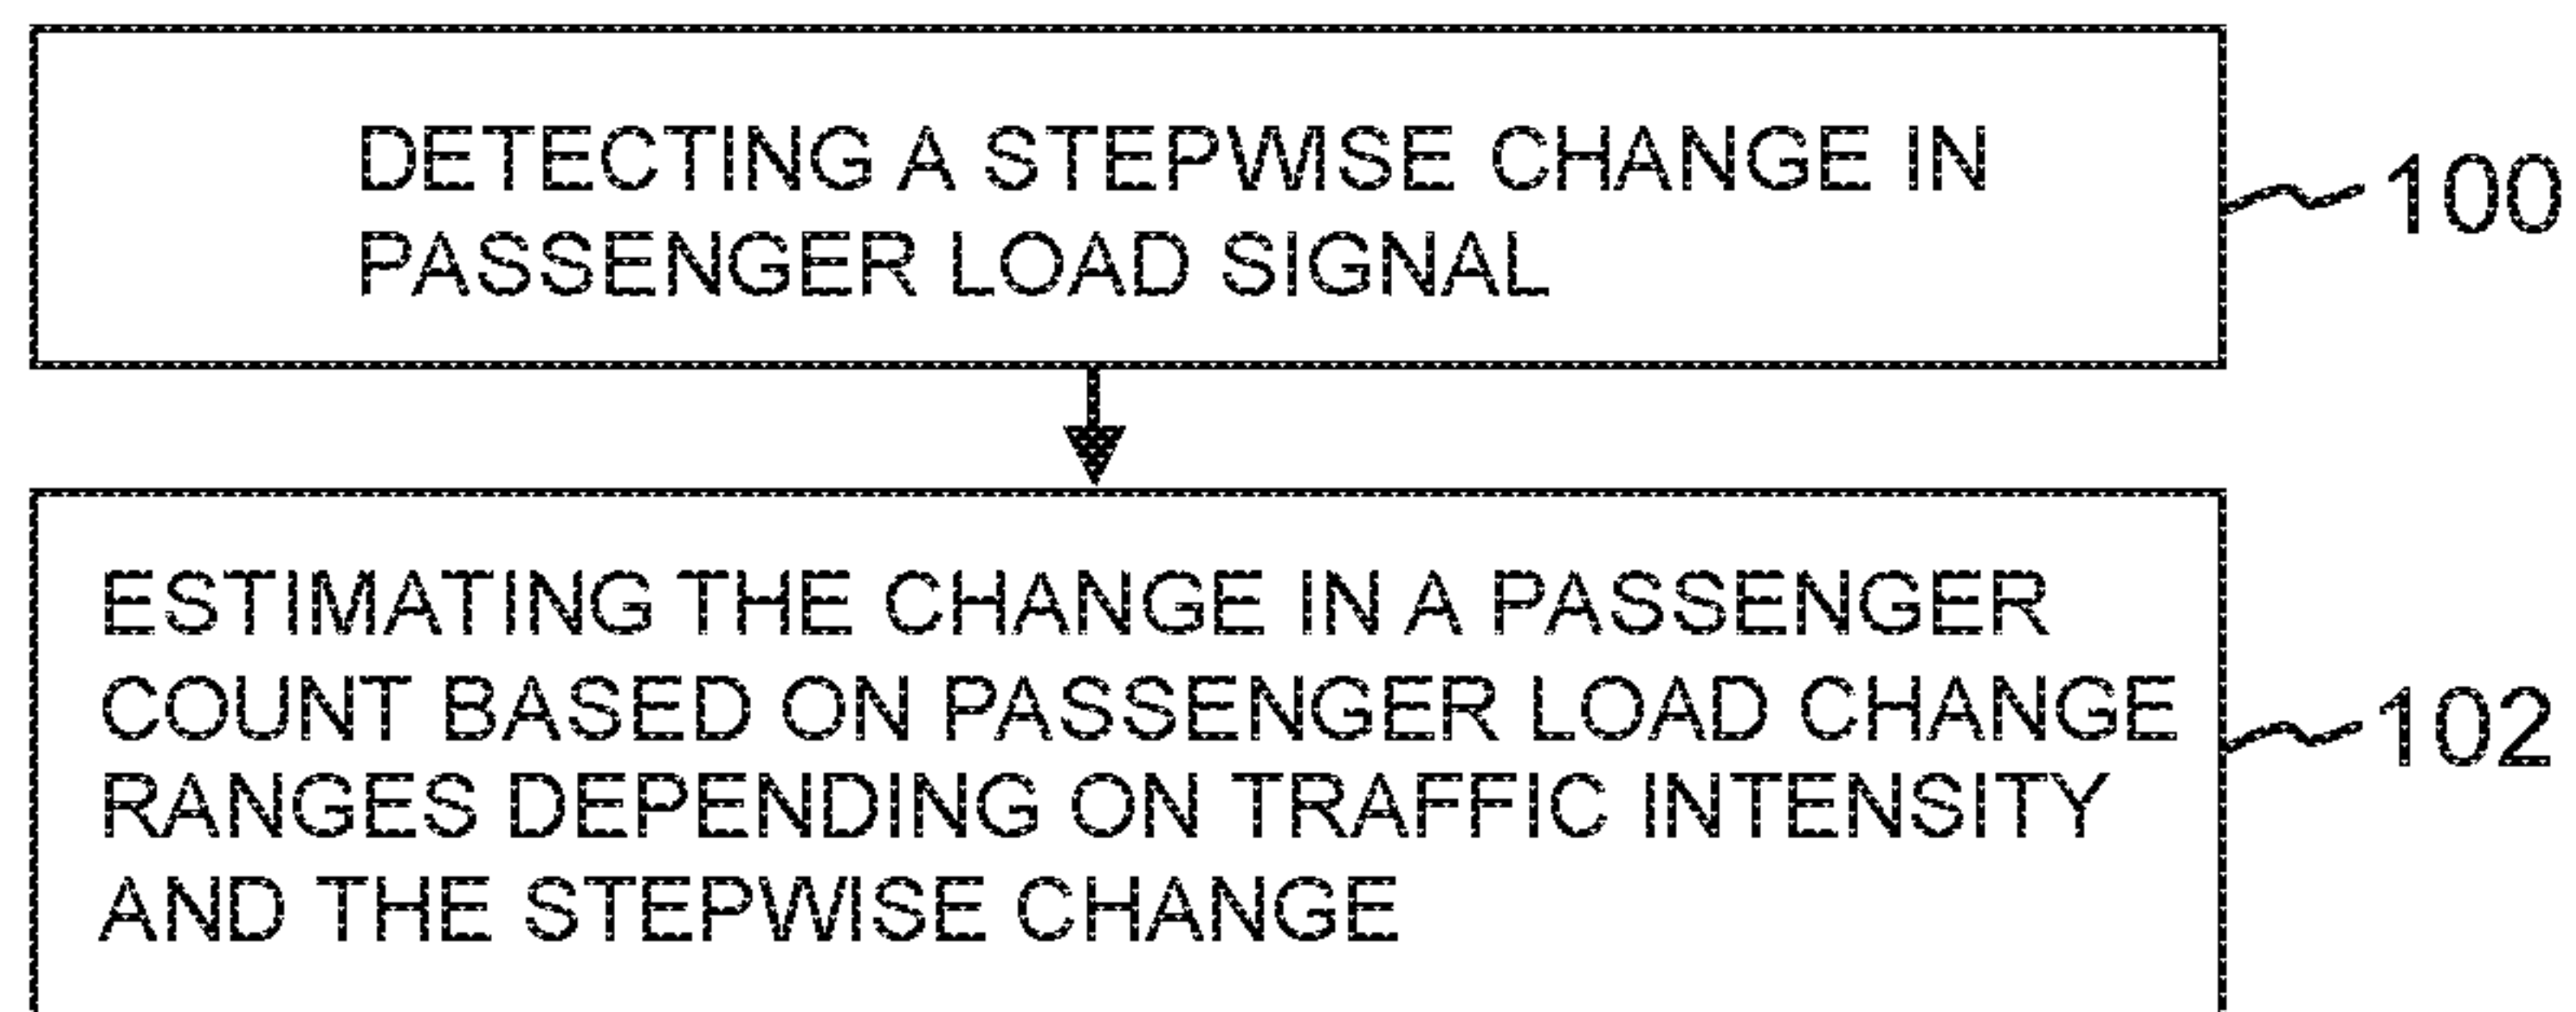 DETECTING A STEPWISE CHANGE IN
PASSENGER LOAD SIGNAL
100
ESTIMATING THE CHANGE IN A PASSENGER
COUNT BASED ON PASSENGER LOAD CHANGE
RANGES DEPENDING ON TRAFFIC INTENSITY
AND THE STEPWISE CHANGE
102